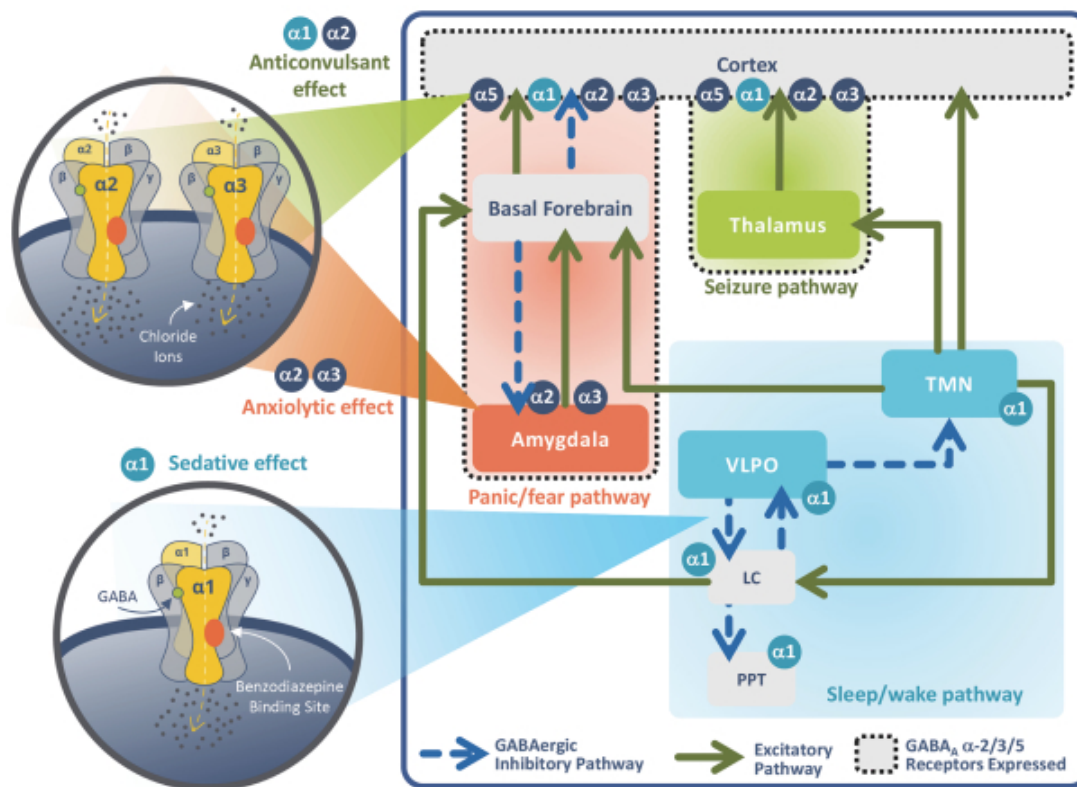 α1 α2
Anticonvulsant
effect
α2 β α3 β
β α2 γ β α3 γ
Chloride
Ions
α2 α3
Anxiolytic effect
α1 Sedative effect
α1 β
β α1 γ
GABA
Benzodiazepine
Binding Site
Cortex
α5 α1 α2 α3 α5 α1 α2 α3
Basal Forebrain
Thalamus
Seizure pathway
α2 α3
Amygdala
Panic/fear pathway
TMN
α1
VLPO
α1
α1
LC
α1
PPT
Sleep/wake pathway
GABAergic
Inhibitory Pathway
Excitatory
Pathway
GABAA α-2/3/5
Receptors Expressed